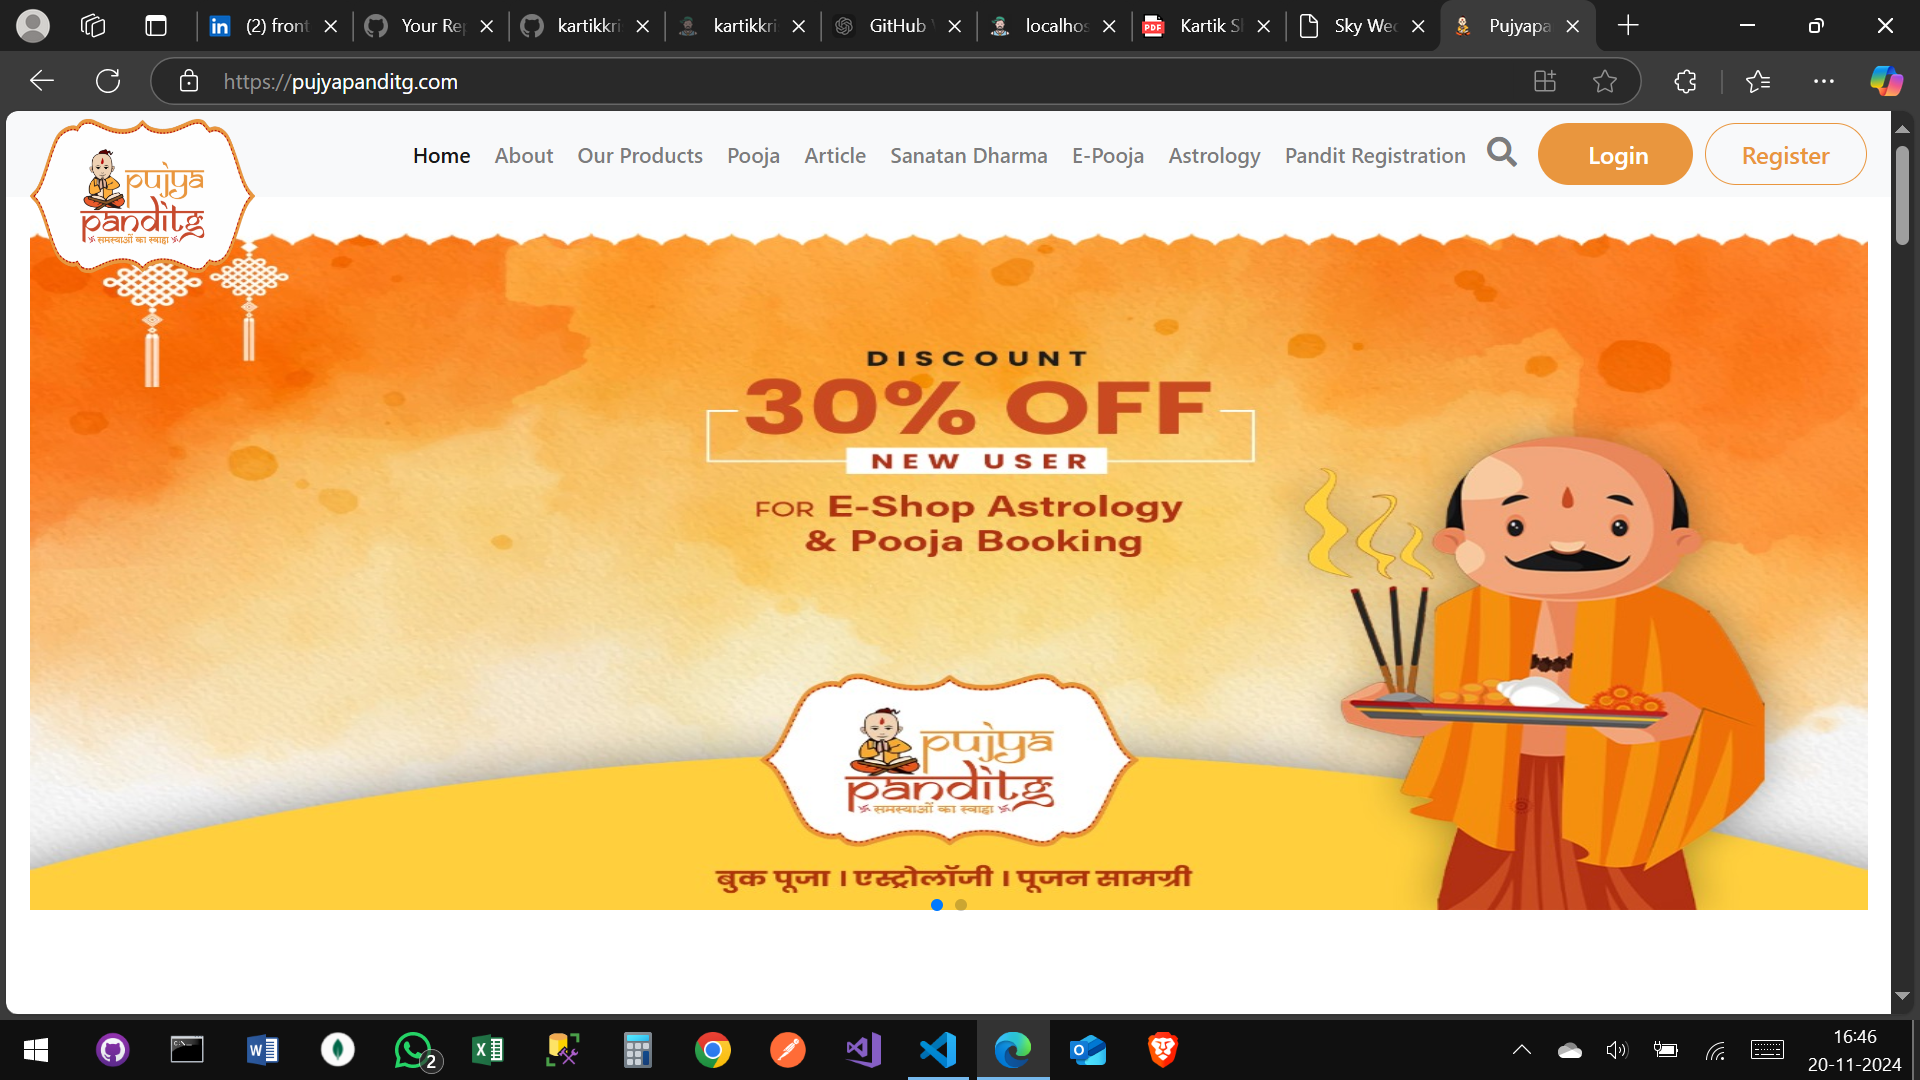 (2) front
Your Rep
kartikkri
kartikkri
GitHub
localhos
Kartik S
Sky Wed
Pujyapa
https://pujyapanditg.com
pujya
panditg
समस्याओं का स्वाहा
Home About Our Products Pooja Article Sanatan Dharma E-Pooja Astrology Pandit Registration Login Register
DISCOUNT
30% OFF
NEW USER
FOR E-Shop Astrology
& Pooja Booking
pujya
panditg
समस्याओं का स्वाहा
बुक पूजा । एस्ट्रोलॉजी । पूजन सामग्री
2
16:46
20-11-2024